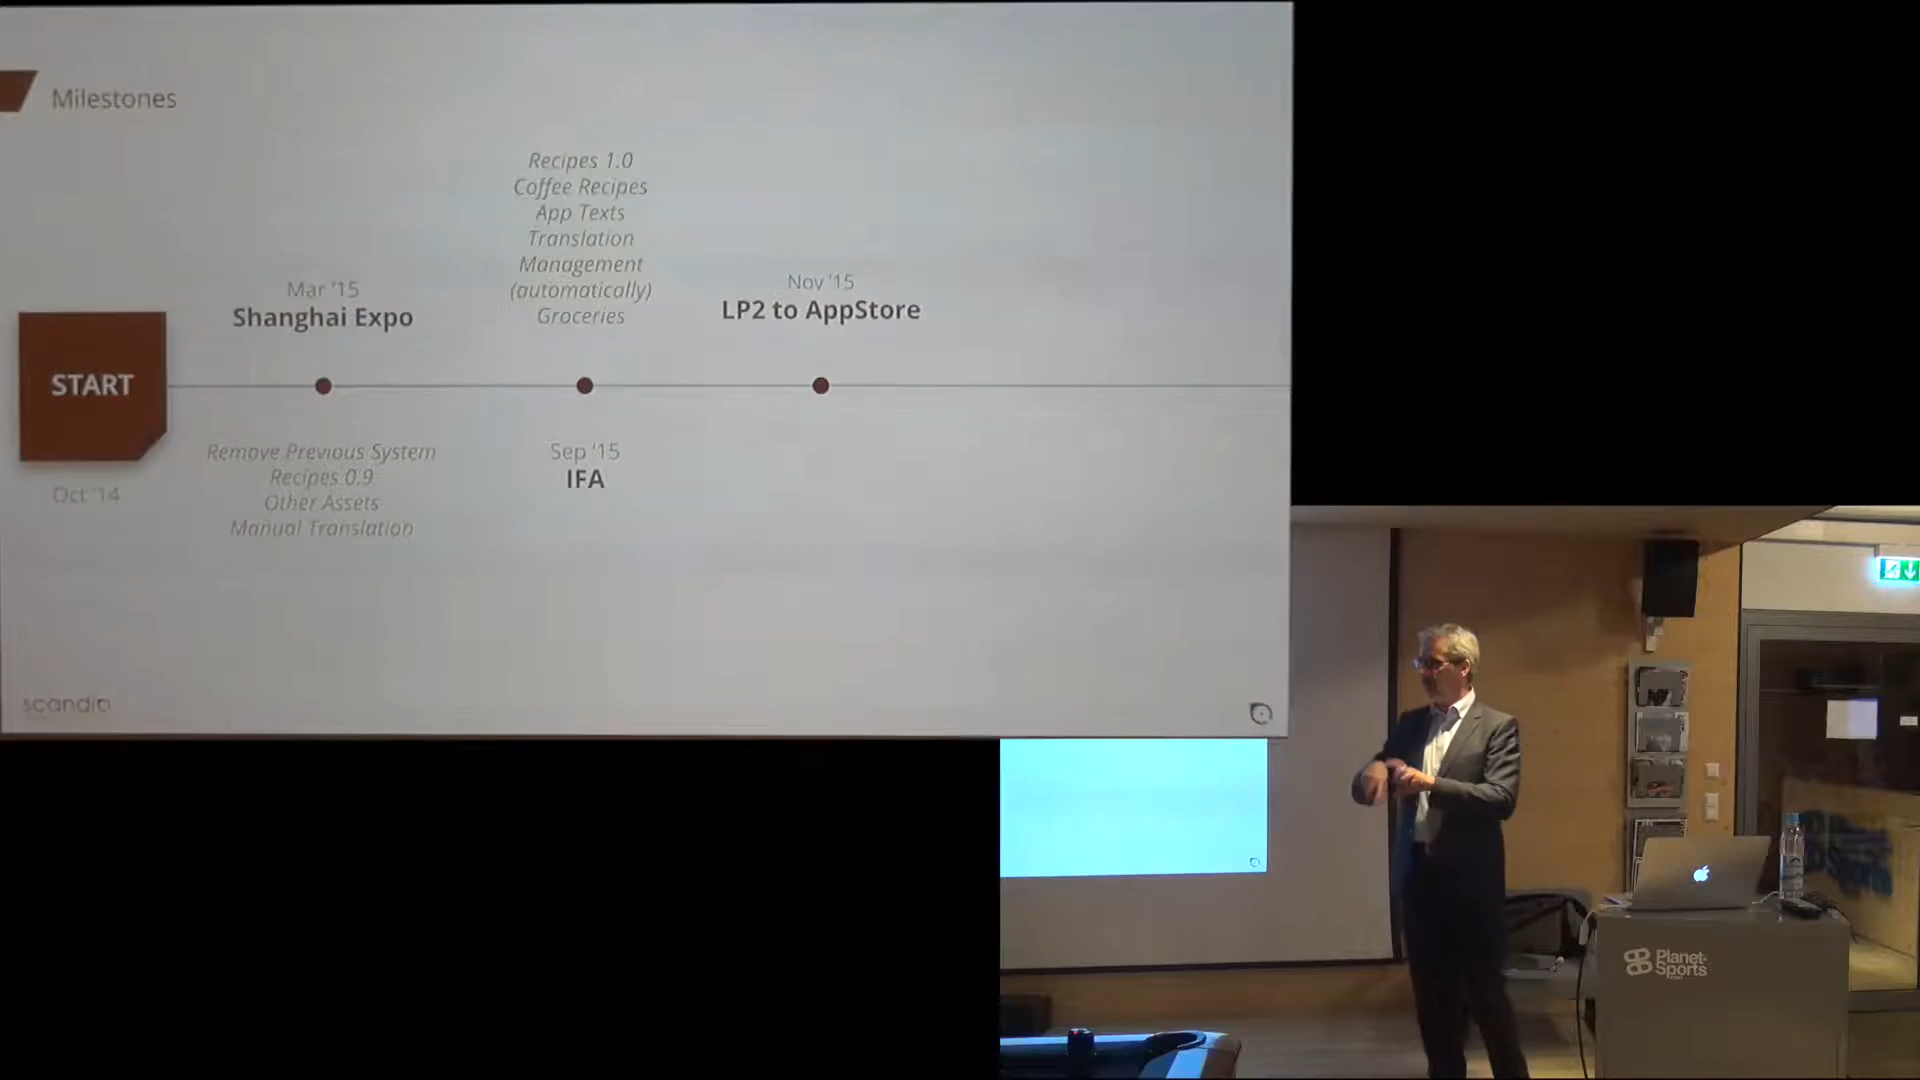 Milestones
Recipes 1.0
Coffee Recipes
App Texts
Translation
Management
(automatically)
Groceries
Mar '15
Shanghai Expo
Nov '15
LP2 to AppStore
START
Oct '14
Remove Previous System
Recipes 0.9
Other Assets
Manual Translation
Sep '15
IFA
scandio
Planet-
Sports